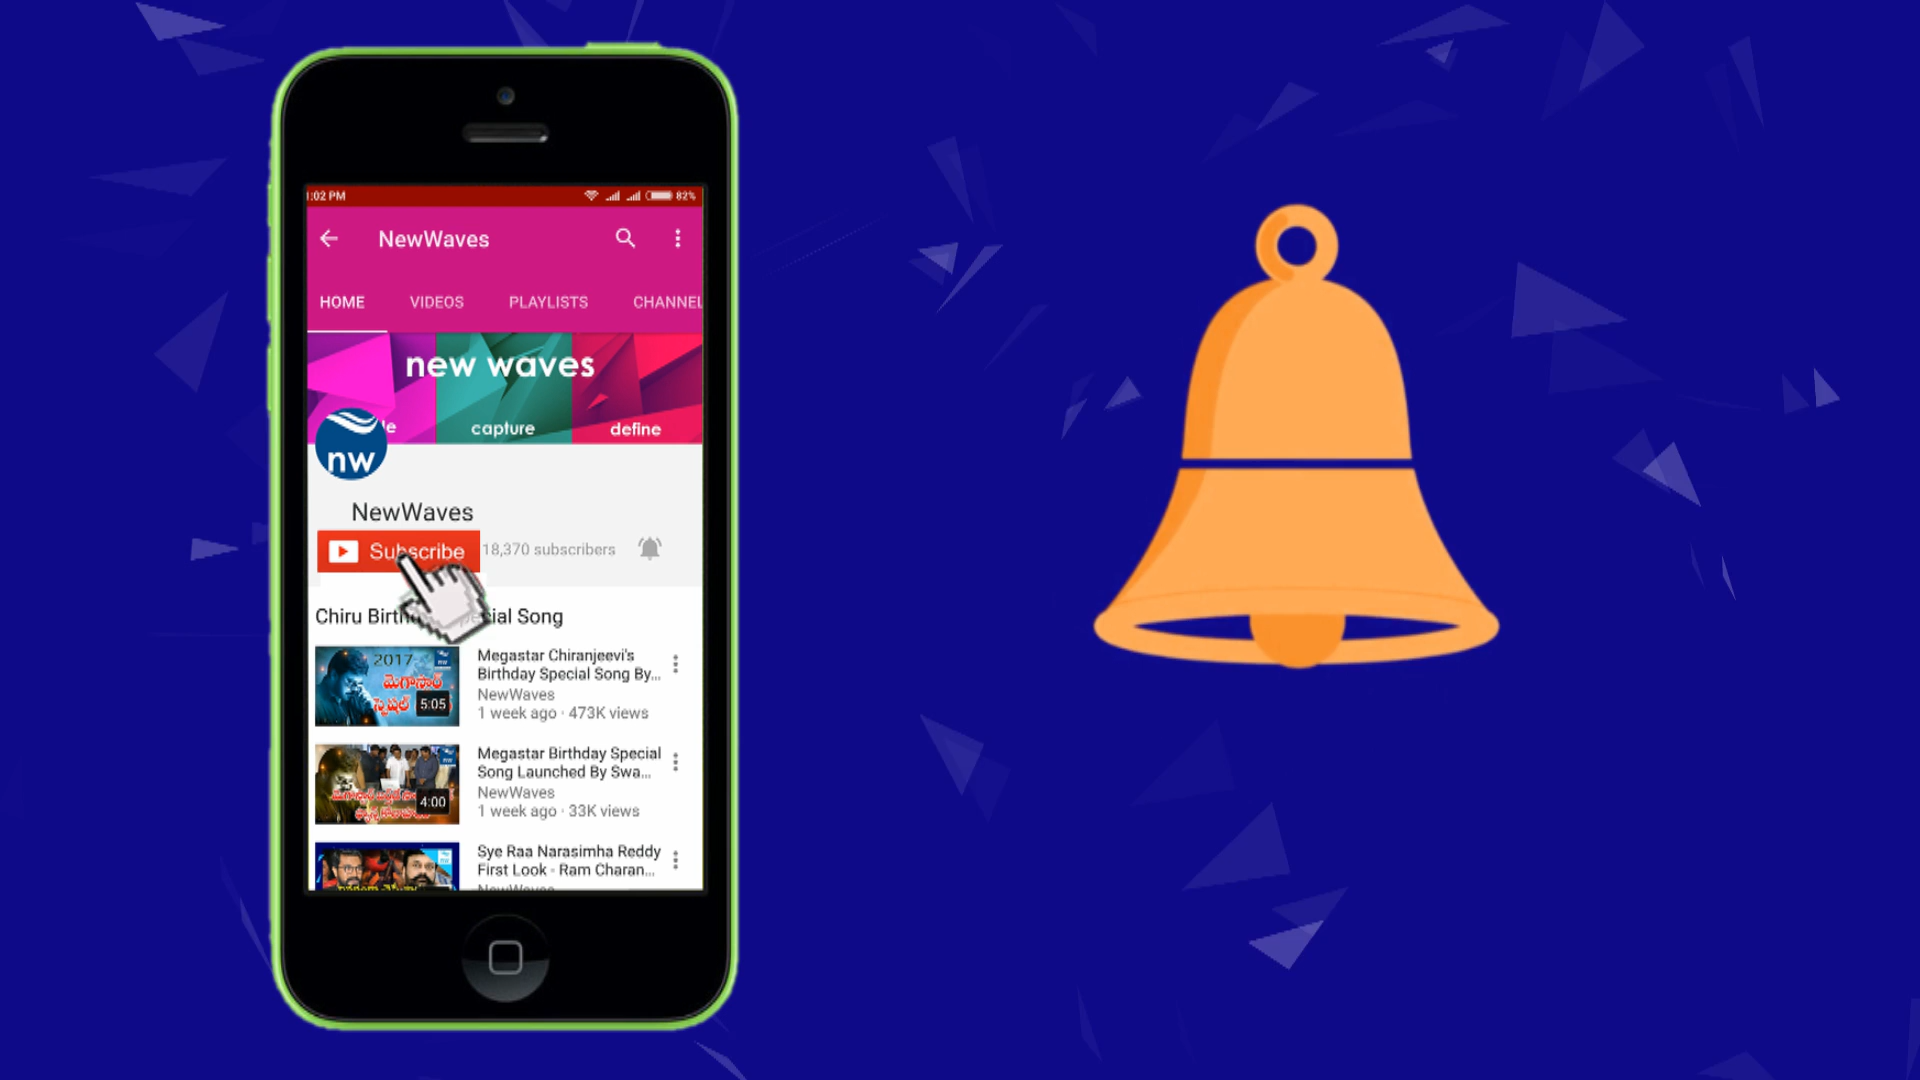 1:02 PM
82%
NewWaves
HOME VIDEOS PLAYLISTS CHANNEL
new waves
capture define
nw
NewWaves
Subscribe 18,370 subscribers
Chiru Song
2017
మెగాస్టార్
స్పెషల్
5:05
Megastar Chiranjeevi's
Birthday Special Song By...
NewWaves
1 week ago · 473K views
4:00
Megastar Birthday Special
Song Launched By Swa...
NewWaves
1 week ago · 33K views
Sye Raa Narasimha Reddy
First Look - Ram Charan...
NewWaves